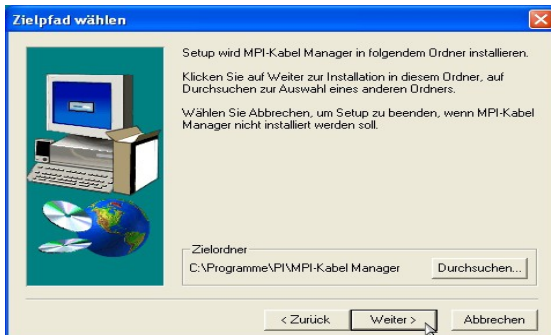 Zielpfad wählen
Setup wird MPI-Kabel Manager in folgendem Ordner installieren.
Klicken Sie auf Weiter zur Installation in diesem Ordner, auf
Durchsuchen zur Auswahl eines anderen Ordners.
Wählen Sie Abbrechen, um Setup zu beenden, wenn MPI-Kabel
Manager nicht installiert werden soll.
Zielordner
C:\Programme\PI\MPI-Kabel Manager
Durchsuchen...
< Zurück
Weiter >
Abbrechen